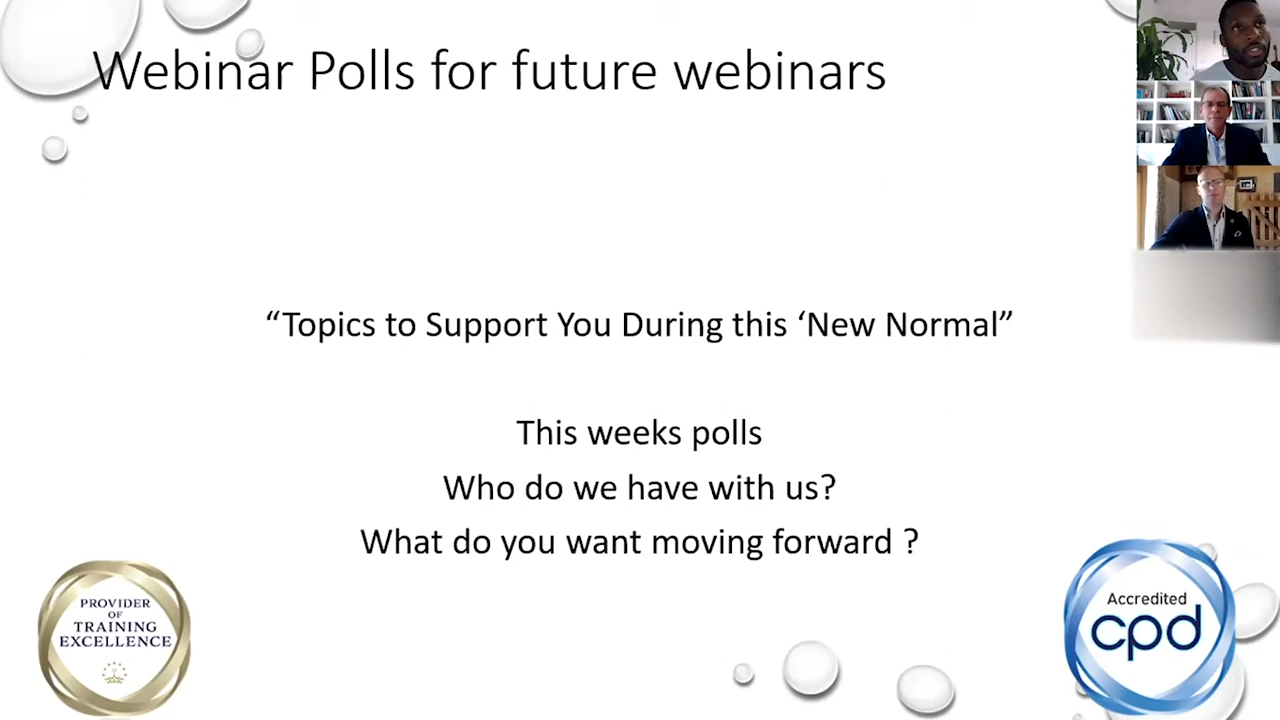 Webinar Polls for future webinars
“Topics to Support You During this ‘New Normal”
This weeks polls
Who do we have with us?
What do you want moving forward ?
PROVIDER
OF
TRAINING
EXCELLENCE
Accredited
cpd